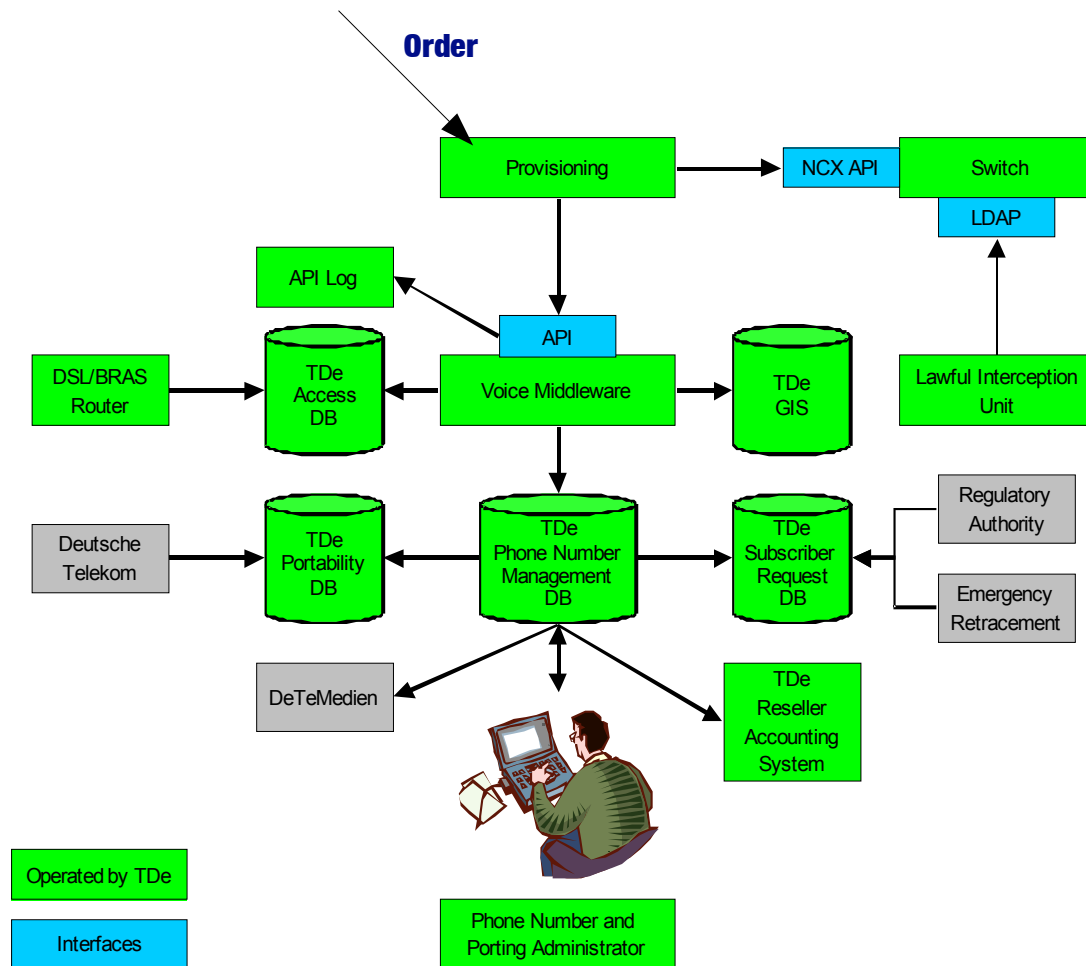 Order
Provisioning
NCX API
Switch
LDAP
API Log
API
DSL/BRAS
Router
TDe
Access
DB
Voice Middleware
TDe
GIS
Lawful Interception
Unit
Deutsche
Telekom
TDe
Portability
DB
TDe
Phone Number
Management
DB
TDe
Subscriber
Request
DB
Regulatory
Authority
Emergency
Retracement
DeTeMedien
TDe
Reseller
Accounting
System
Operated by TDe
Interfaces
Phone Number and
Porting Administrator